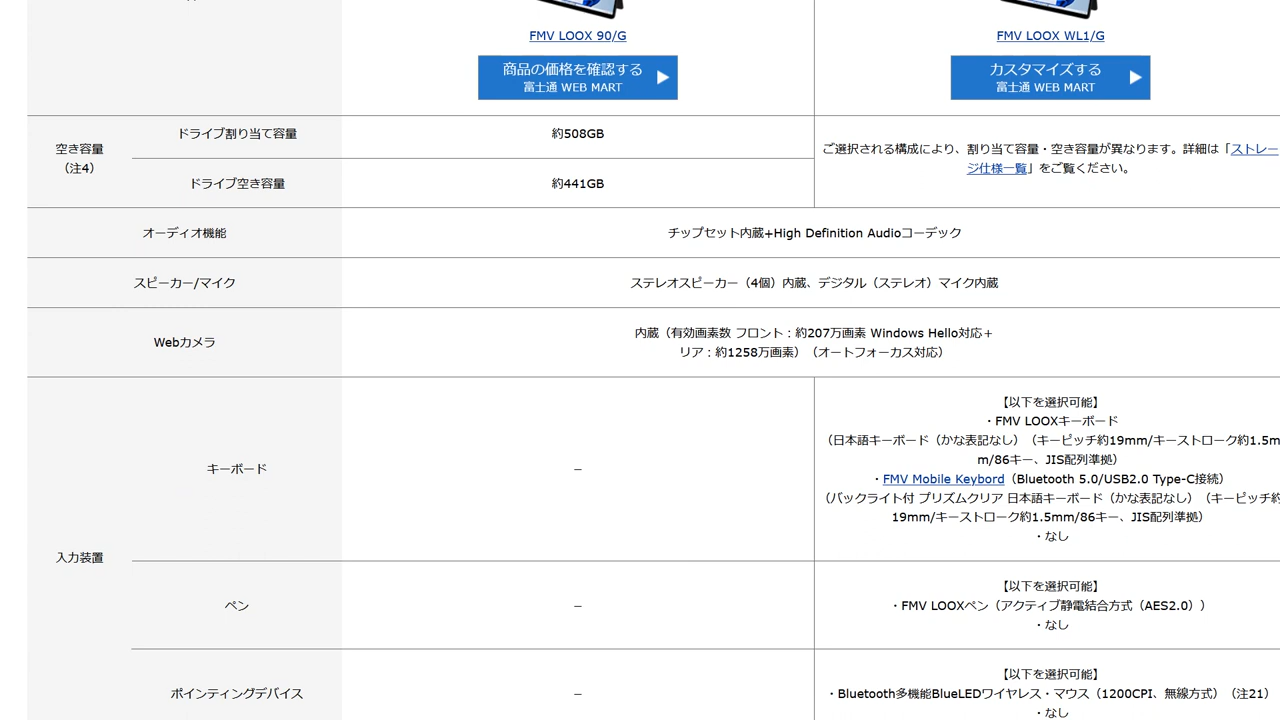 FMV LOOX 90/G
FMV LOOX WL1/G
商品の価格を確認する
富士通 WEB MART
カスタマイズする
富士通 WEB MART
空き容量
（注4）
ドライブ割り当て容量
約508GB
ご選択される構成により、割り当て容量・空き容量が異なります。詳細は「ストレー
ジ仕様一覧」をご覧ください。
ドライブ空き容量
約441GB
オーディオ機能
チップセット内蔵+High Definition Audioコーデック
スピーカー/マイク
ステレオスピーカー（4個）内蔵、デジタル（ステレオ）マイク内蔵
Webカメラ
内蔵（有効画素数 フロント：約207万画素 Windows Hello対応＋
リア：約1258万画素）（オートフォーカス対応）
入力装置
キーボード
–
【以下を選択可能】
・FMV LOOXキーボード
（日本語キーボード（かな表記なし）（キーピッチ約19mm/キーストローク約1.5m
m/86キー、JIS配列準拠）
・FMV Mobile Keybord（Bluetooth 5.0/USB2.0 Type-C接続）
（バックライト付 プリズムクリア 日本語キーボード（かな表記なし）（キーピッチ約
19mm/キーストローク約1.5mm/86キー、JIS配列準拠）
・なし
ペン
–
【以下を選択可能】
・FMV LOOXペン（アクティブ静電結合方式（AES2.0））
・なし
ポインティングデバイス
–
【以下を選択可能】
・Bluetooth多機能BlueLEDワイヤレス・マウス（1200CPI、無線方式）（注21）
・なし